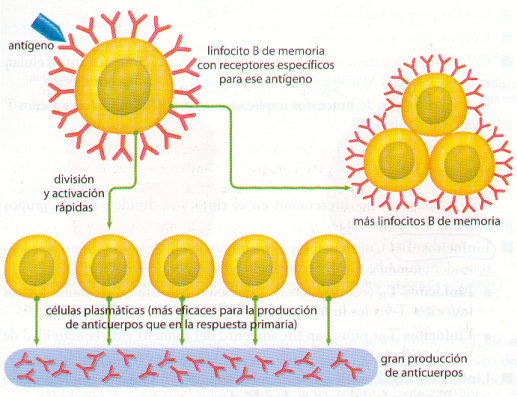 antígeno
linfocito B de memoria
con receptores específicos
para ese antígeno
división
y activación
rápidas
más linfocitos B de memoria
células plasmáticas (más eficaces para la producción
de anticuerpos que en la respuesta primaria)
gran producción
de anticuerpos